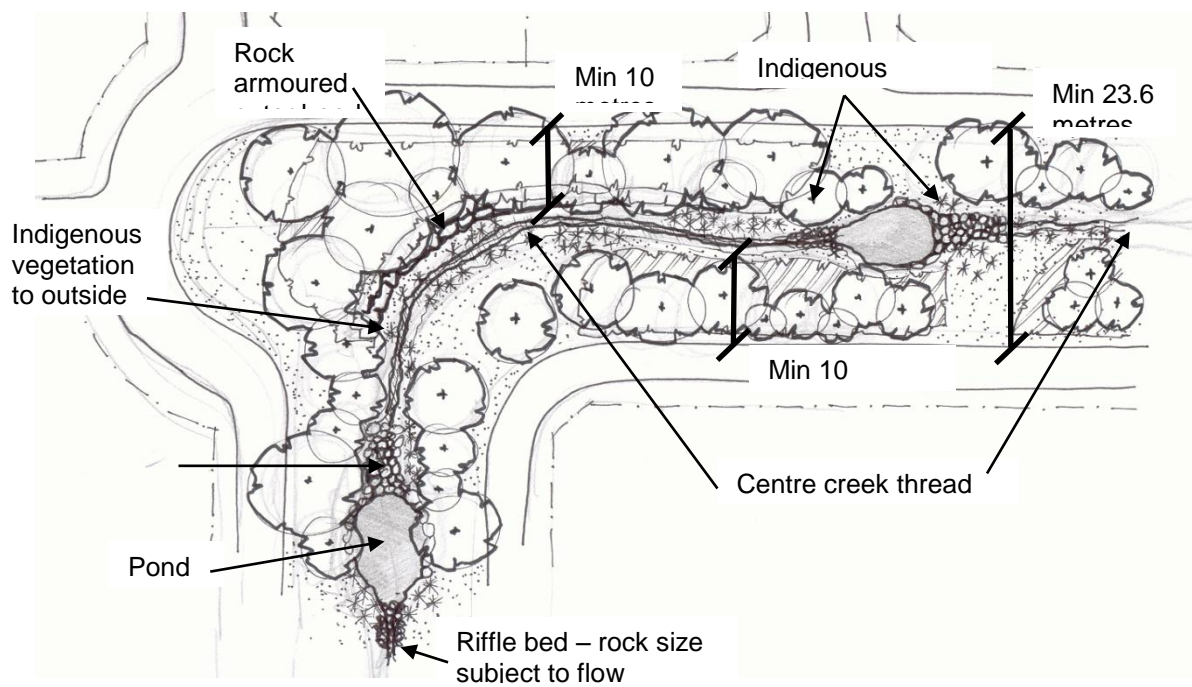 Rock
armoured
Min 10
Indigenous
Min 23.6
metres
Indigenous
vegetation
to outside
Min 10
Centre creek thread
Pond
Riffle bed – rock size
subject to flow